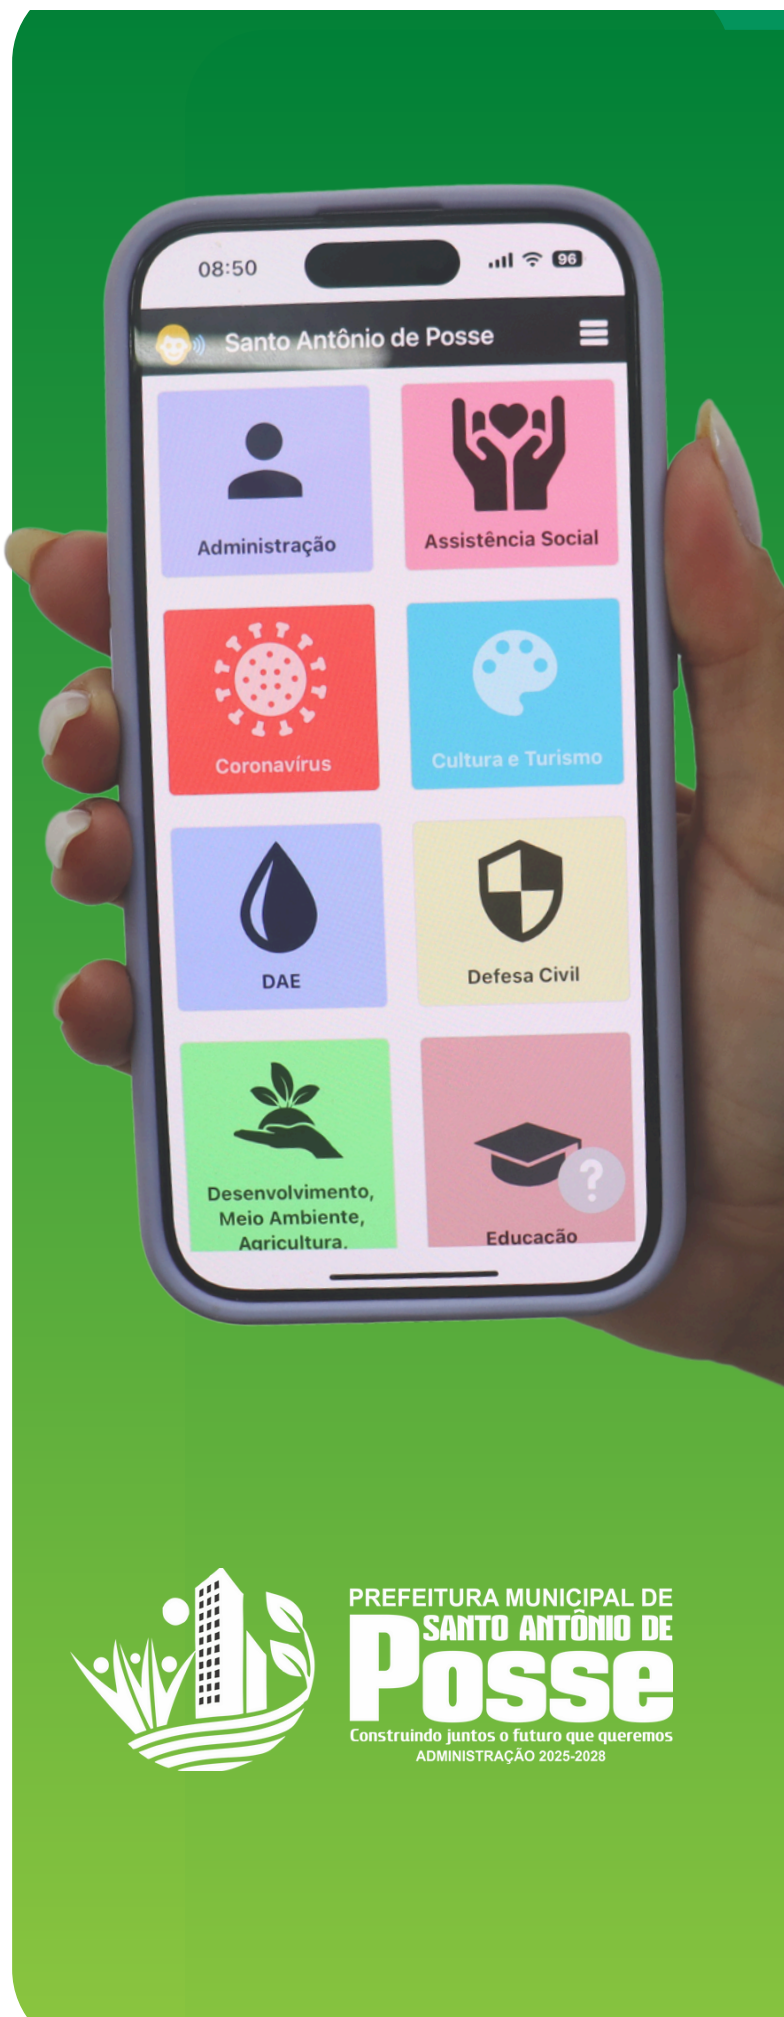 08:50
96
Santo Antônio de Posse
Administração
Assistência Social
Coronavírus
Cultura e Turismo
DAE
Defesa Civil
Desenvolvimento,
Meio Ambiente,
Agricultura,
Educação
?
PREFEITURA MUNICIPAL DE
SANTO ANTÔNIO DE
Posse
Construindo juntos o futuro que queremos
ADMINISTRAÇÃO 2025-2028